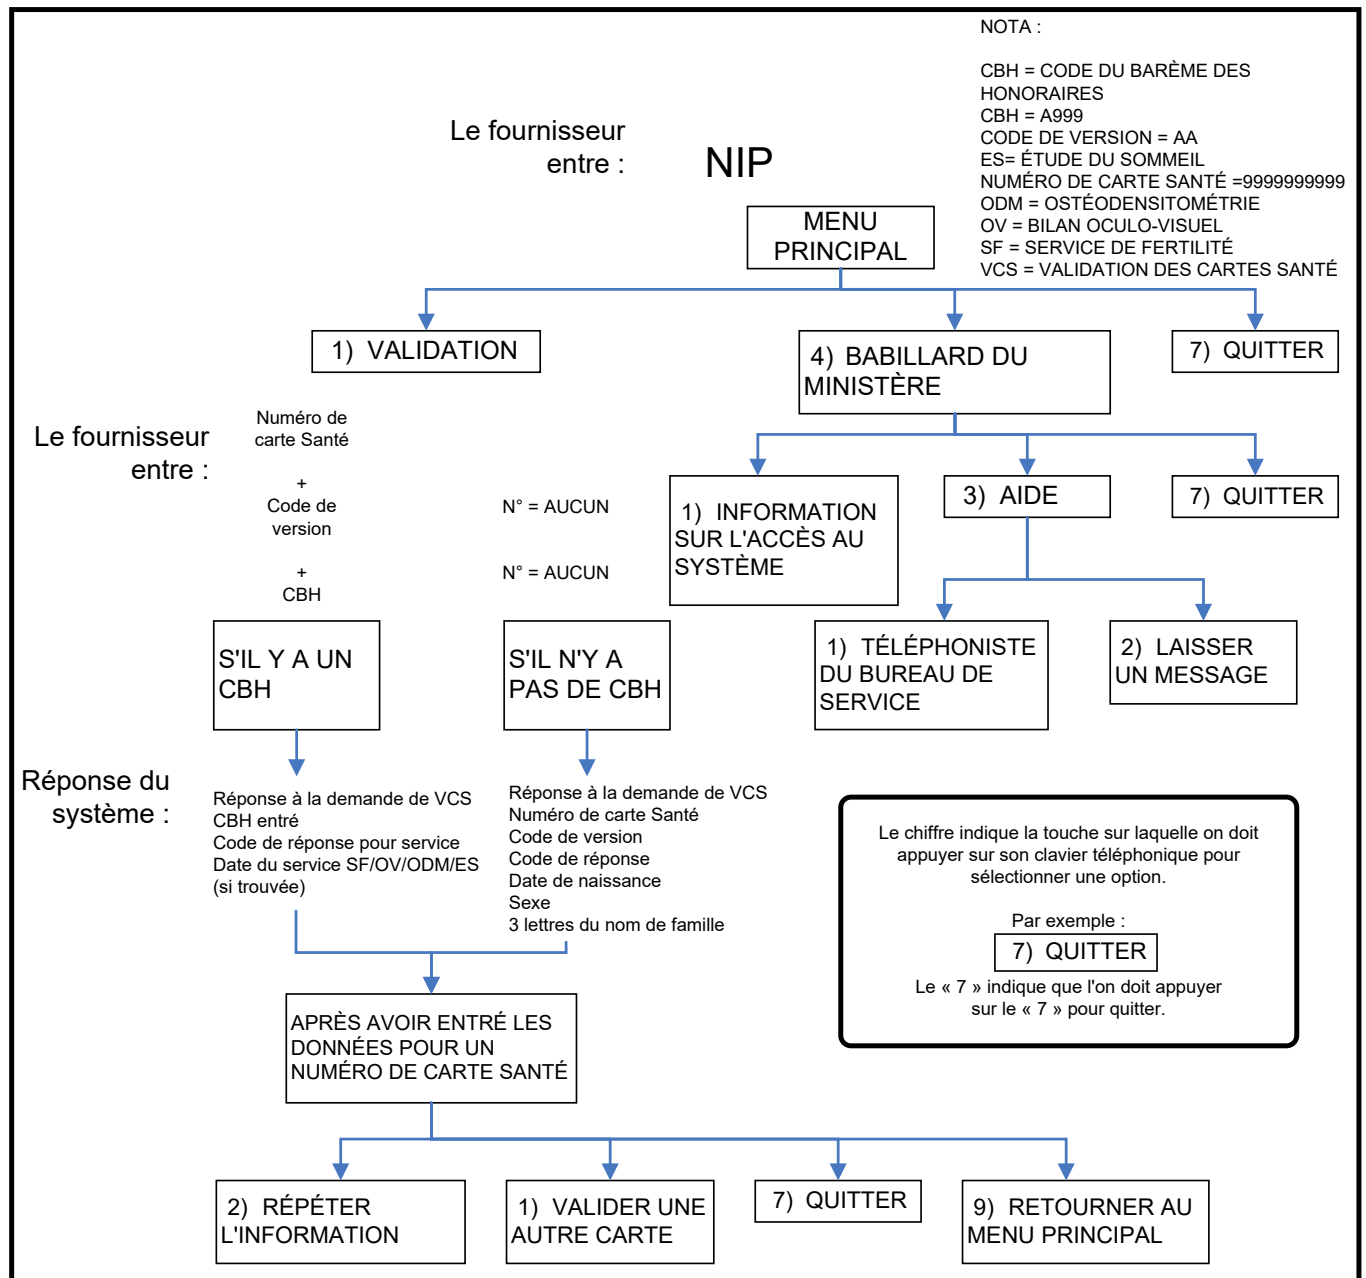 NOTA :
CBH = CODE DU BARÈME DES
HONORAIRES
CBH = A999
CODE DE VERSION = AA
ES= ÉTUDE DU SOMMEIL
NUMÉRO DE CARTE SANTÉ =9999999999
ODM = OSTÉODENSITOMÉTRIE
OV = BILAN OCULO-VISUEL
SF = SERVICE DE FERTILITÉ
VCS = VALIDATION DES CARTES SANTÉ
Le fournisseur
entre :
NIP
MENU
PRINCIPAL
1) VALIDATION
4) BABILLARD DU
MINISTÈRE
7) QUITTER
Le fournisseur
entre :
Numéro de
carte Santé
+
Code de
version
+
CBH
N° = AUCUN
N° = AUCUN
1) INFORMATION
SUR L'ACCÈS AU
SYSTÈME
3) AIDE
7) QUITTER
S'IL Y A UN
CBH
S'IL N'Y A
PAS DE CBH
1) TÉLÉPHONISTE
DU BUREAU DE
SERVICE
2) LAISSER
UN MESSAGE
Réponse du
système :
Réponse à la demande de VCS
CBH entré
Code de réponse pour service
Date du service SF/OV/ODM/ES
(si trouvée)
Réponse à la demande de VCS
Numéro de carte Santé
Code de version
Code de réponse
Date de naissance
Sexe
3 lettres du nom de famille
Le chiffre indique la touche sur laquelle on doit
appuyer sur son clavier téléphonique pour
sélectionner une option.
Par exemple :
7) QUITTER
Le « 7 » indique que l'on doit appuyer
sur le « 7 » pour quitter.
APRÈS AVOIR ENTRÉ LES
DONNÉES POUR UN
NUMÉRO DE CARTE SANTÉ
2) RÉPÉTER
L'INFORMATION
1) VALIDER UNE
AUTRE CARTE
7) QUITTER
9) RETOURNER AU
MENU PRINCIPAL